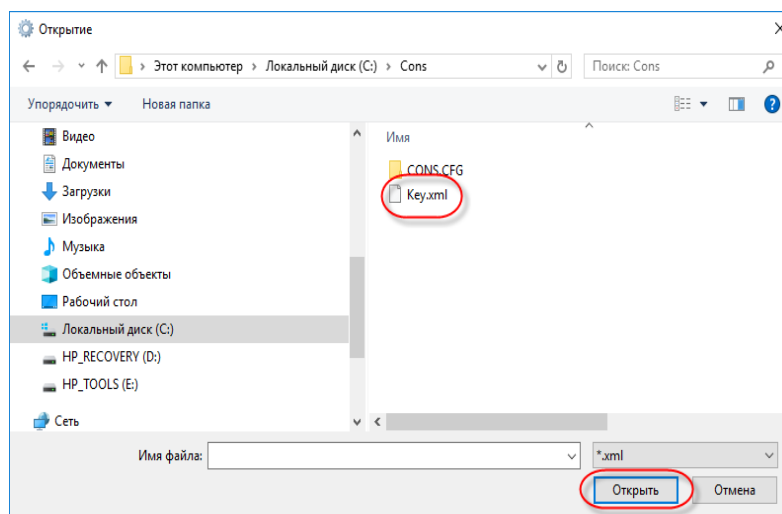 Открытие
Этот компьютер > Локальный диск (C:) > Cons
Поиск: Cons
Упорядочить
Новая папка
Видео
Документы
Загрузки
Изображения
Музыка
Объемные объекты
Рабочий стол
Локальный диск (C:)
HP_RECOVERY (D:)
HP_TOOLS (E:)
Сеть
Имя
CONS.CFG
Key.xml
Имя файла:
*.xml
Открыть
Отмена